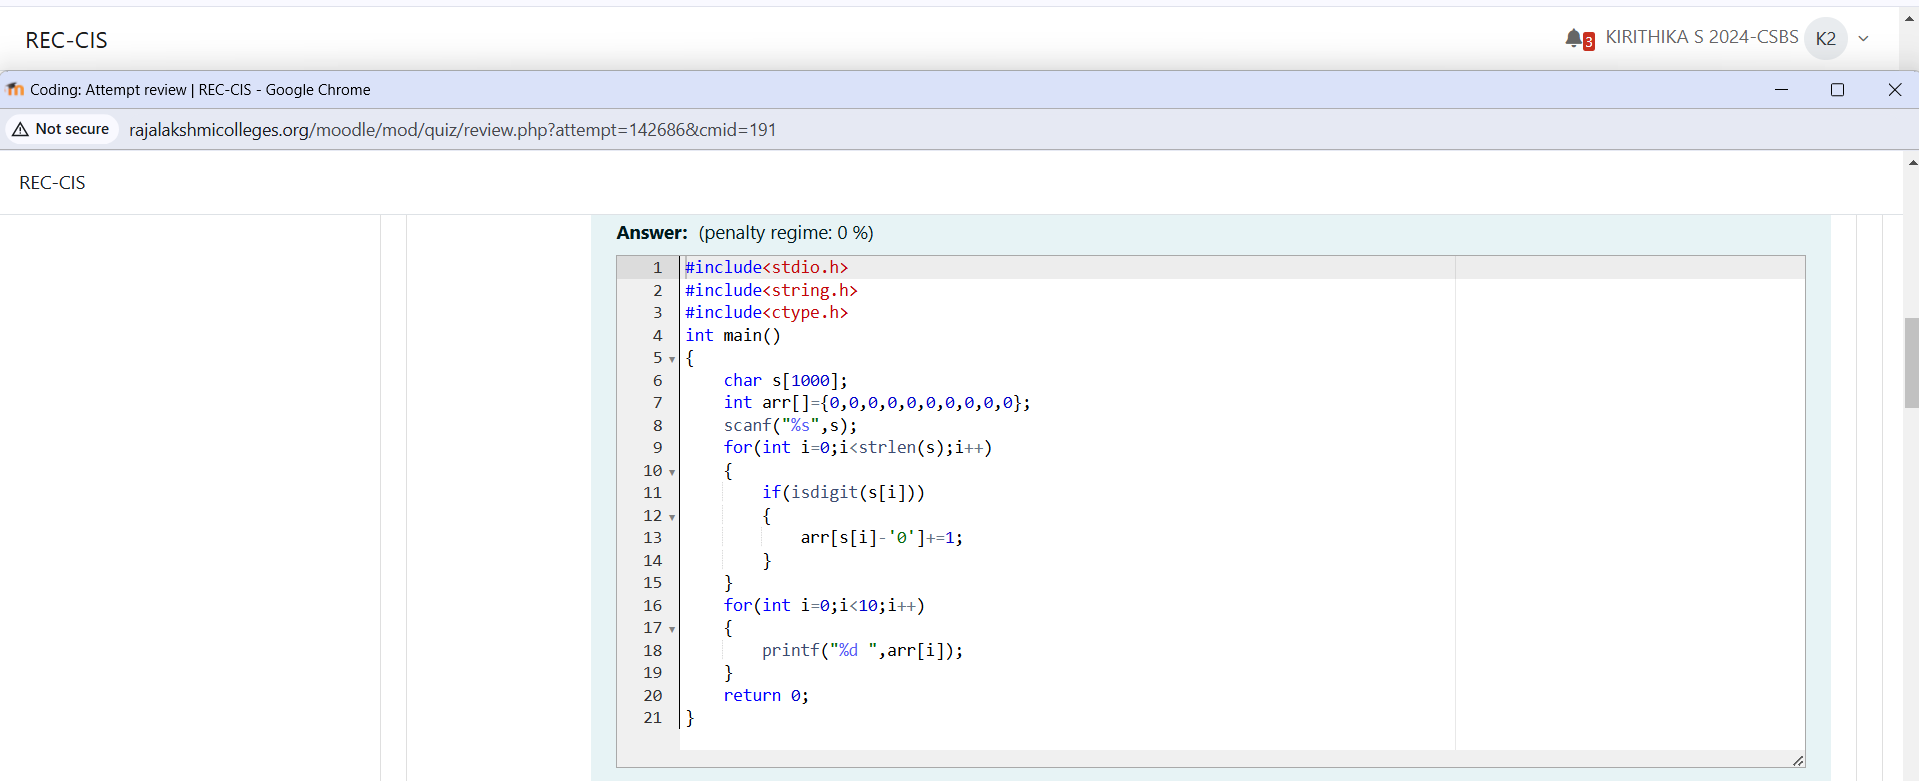 REC-CIS
3 KIRITHIKA S 2024-CSBS K2
Coding: Attempt review | REC-CIS - Google Chrome
Not secure rajalakshmicolleges.org/moodle/mod/quiz/review.php?attempt=142686&cmid=191
REC-CIS
Answer: (penalty regime: 0 %)
1 #include<stdio.h>
2 #include<string.h>
3 #include<ctype.h>
4 int main()
5 {
6 char s[1000];
7 int arr[]={0,0,0,0,0,0,0,0,0,0};
8 scanf("%s",s);
9 for(int i=0;i<strlen(s);i++)
10 {
11 if(isdigit(s[i]))
12 {
13 arr[s[i]-'0']+=1;
14 }
15 }
16 for(int i=0;i<10;i++)
17 {
18 printf("%d ",arr[i]);
19 }
20 return 0;
21 }